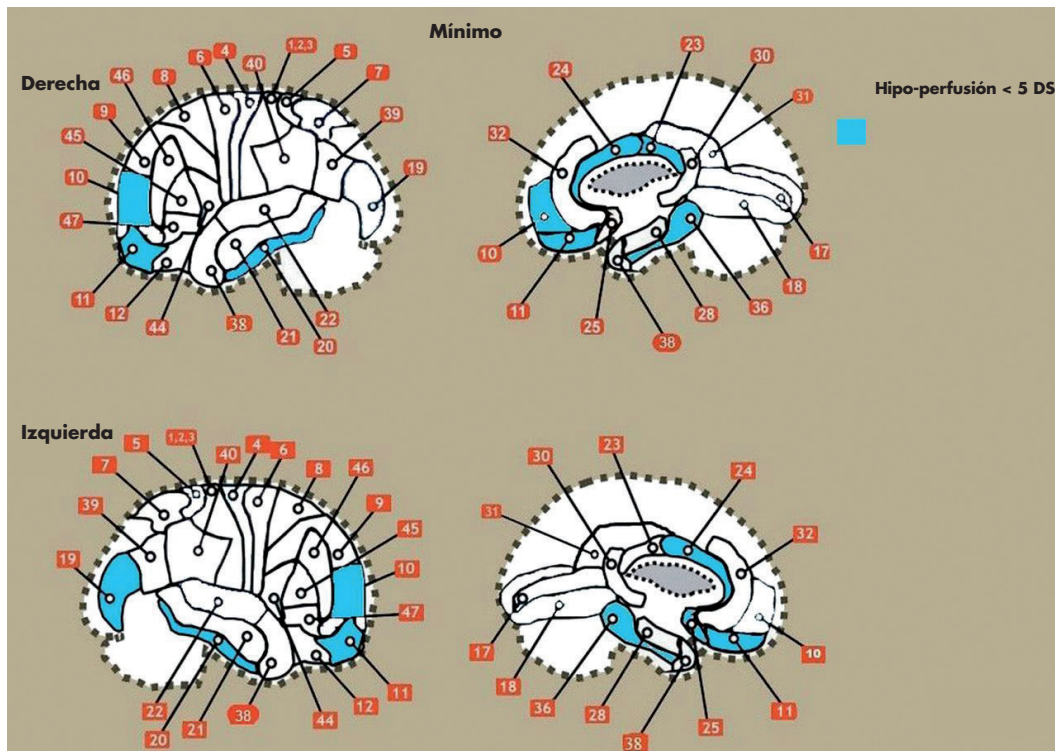 Mínimo
Derecha
Hipo-perfusión < 5 DS
46 8 6 4 40 1,2,3 5 7 39 19
9
45
10
47
11 12 44 38 21 20 22
24 23 30 31
32
10 11 25 38 28 36 18 17
Izquierda
5 1,2,3 40 4 6 8 46 9 45 10 47
7
39
19
22 20 21 38 44 12 11
30 23 24
31 32
17 18 36 28 38 25 11 10